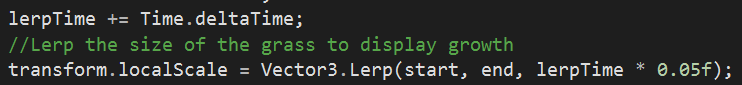 lerpTime += Time.deltaTime;
//Lerp the size of the grass to display growth
transform.localScale = Vector3.Lerp(start, end, lerpTime * 0.05f);